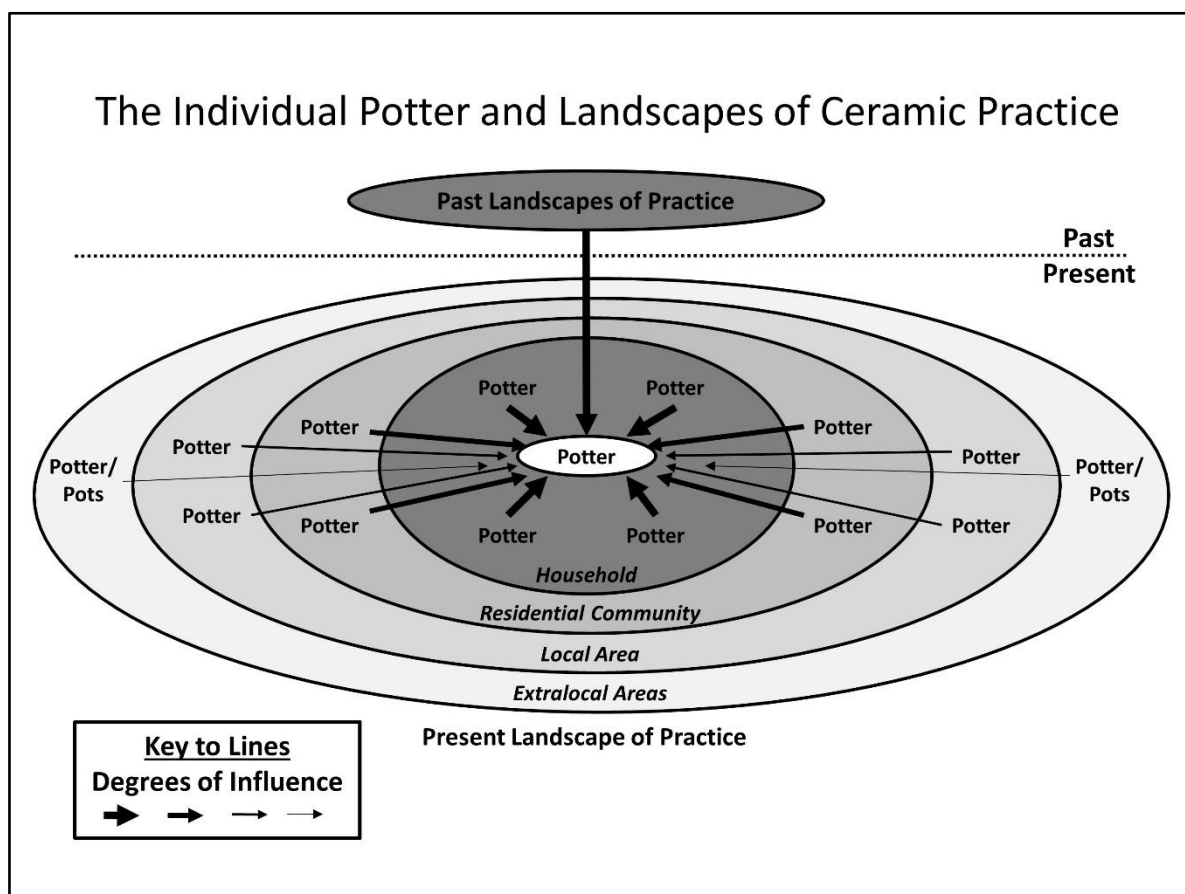 The Individual Potter and Landscapes of Ceramic Practice
Past Landscapes of Practice
Past
Present
Potter
Potter
Potter
Potter
Potter
Potter
Potter/
Pots
Potter
Potter/
Pots
Potter
Potter
Potter
Potter
Potter
Potter
Potter
Household
Residential Community
Local Area
Extralocal Areas
Present Landscape of Practice
Key to Lines
Degrees of Influence